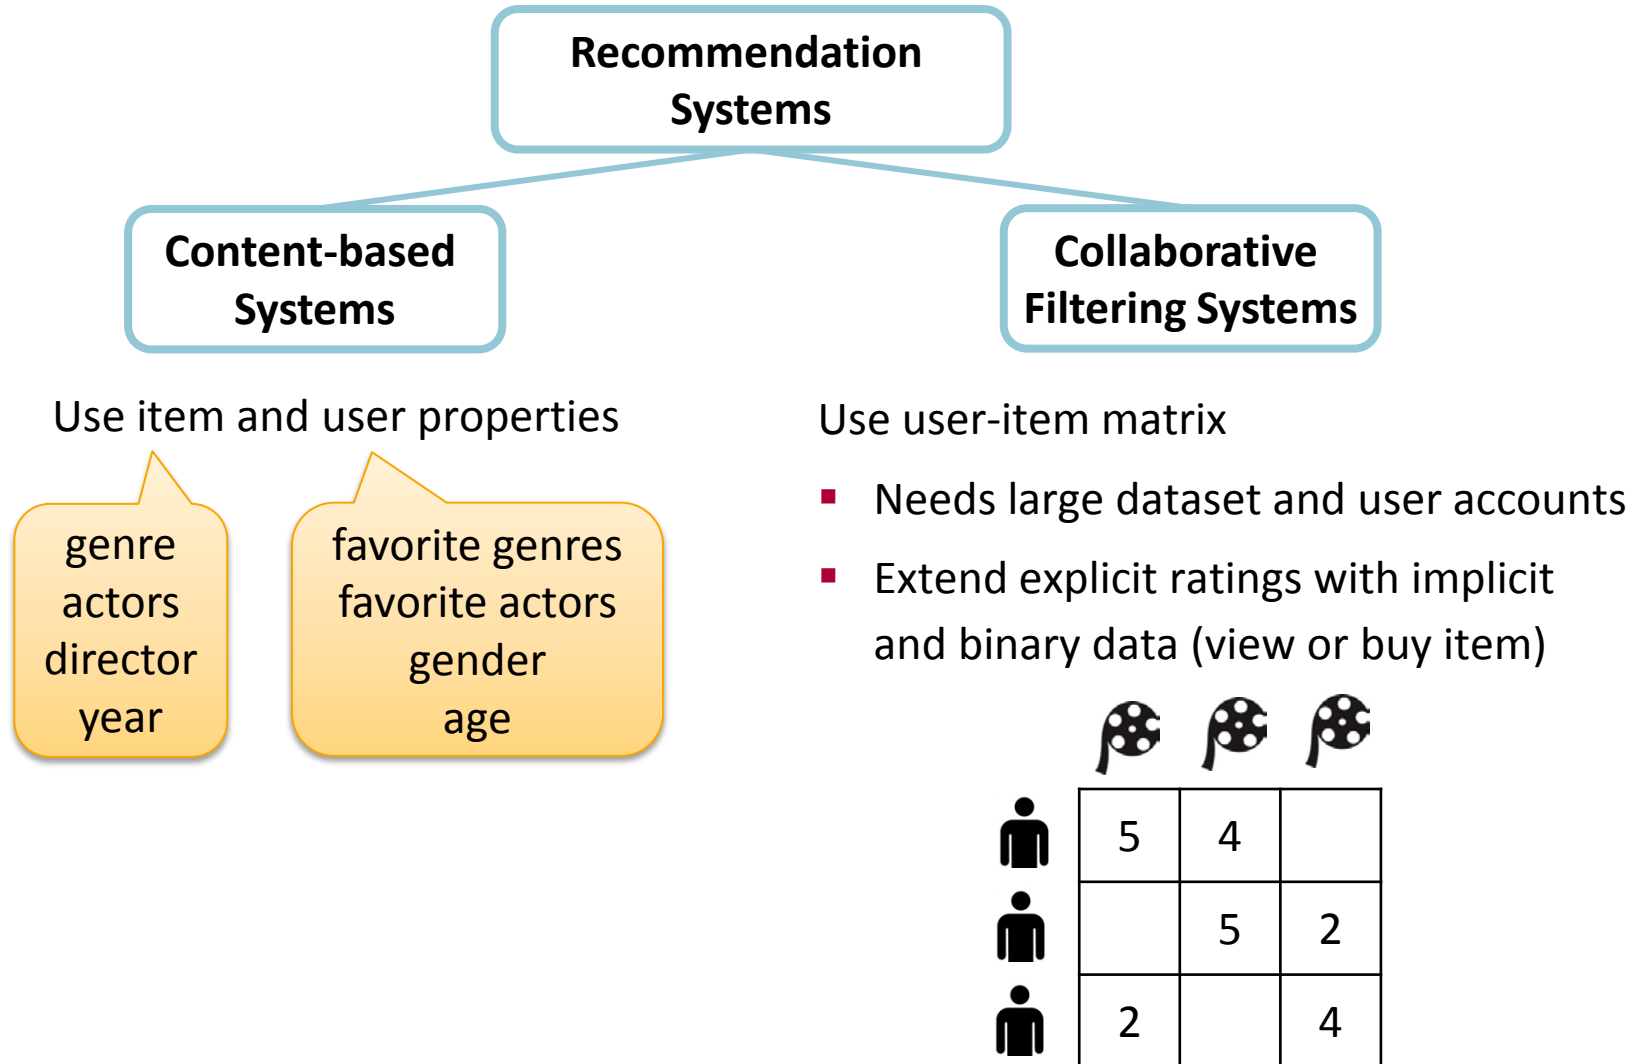 Recommendation
Systems
Content-based
Systems
Collaborative
Filtering Systems
Use item and user properties
genre
actors
director
year
favorite genres
favorite actors
gender
age
Use user-item matrix
▪ Needs large dataset and user accounts
▪ Extend explicit ratings with implicit
and binary data (view or buy item)
5 4
5 2
2 4